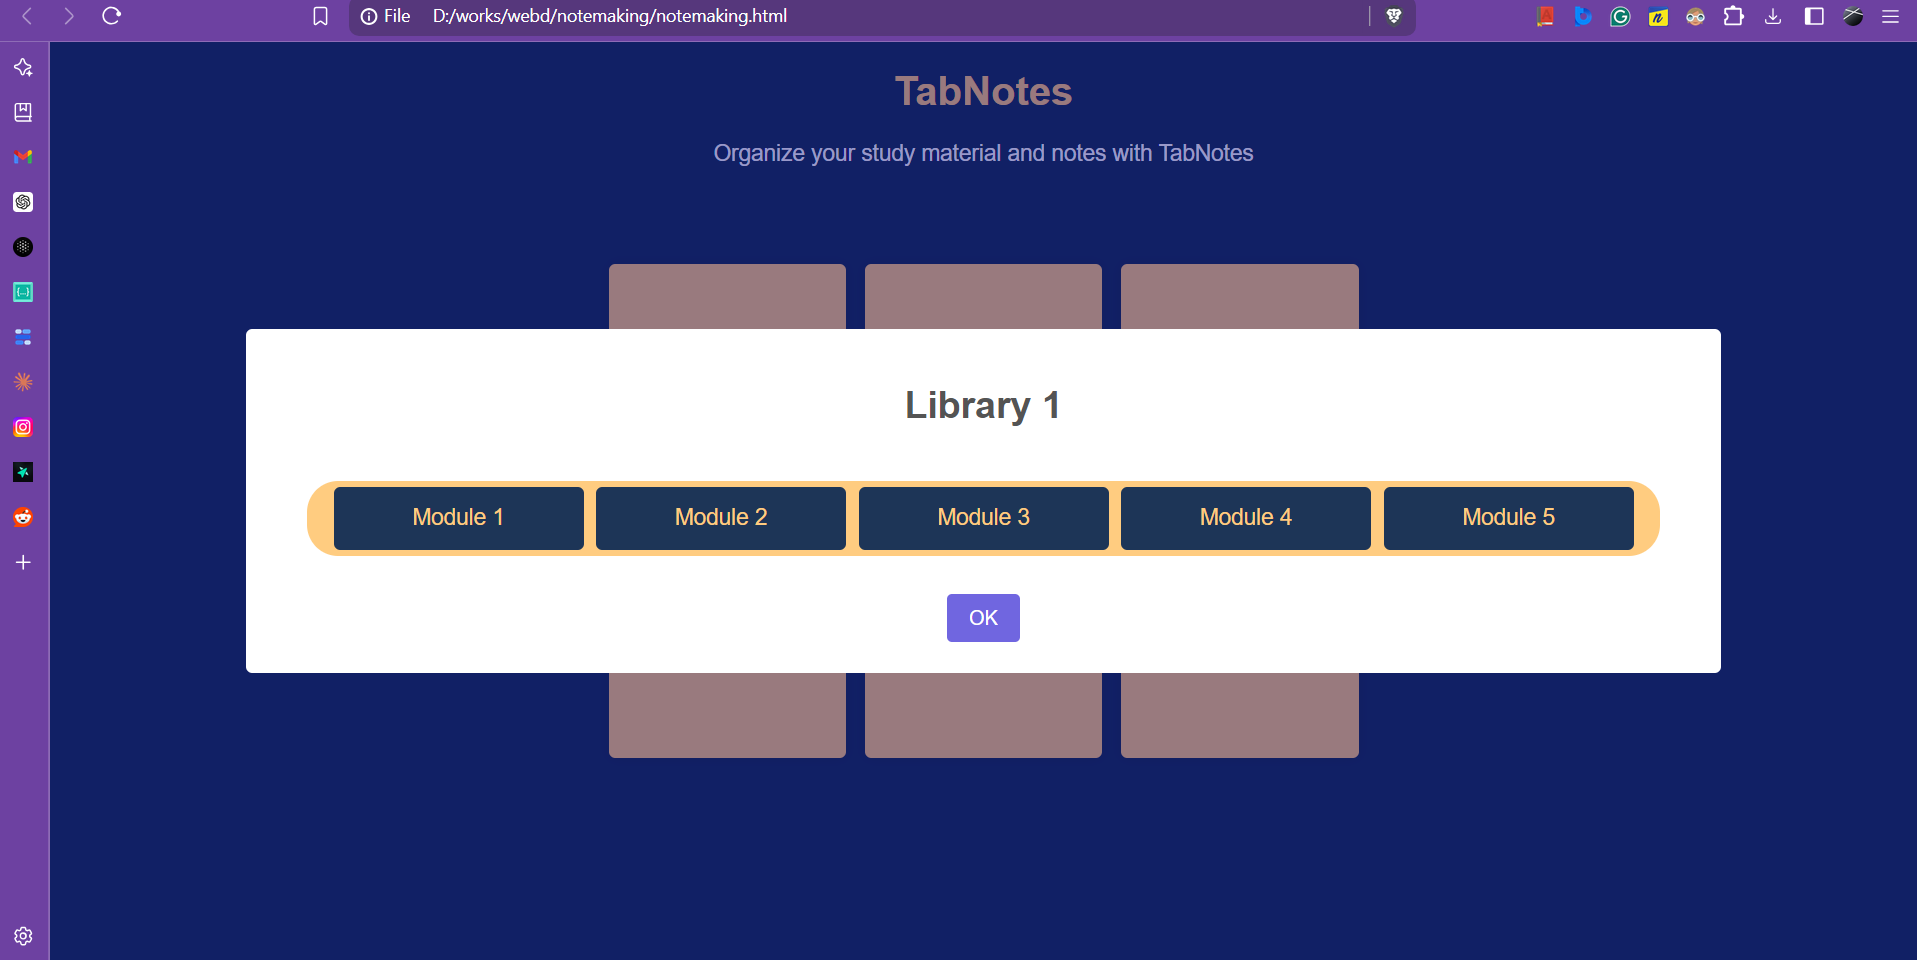 File D:/works/webd/notemaking/notemaking.html
TabNotes
Organize your study material and notes with TabNotes
Library 1
Module 1 Module 2 Module 3 Module 4 Module 5
OK